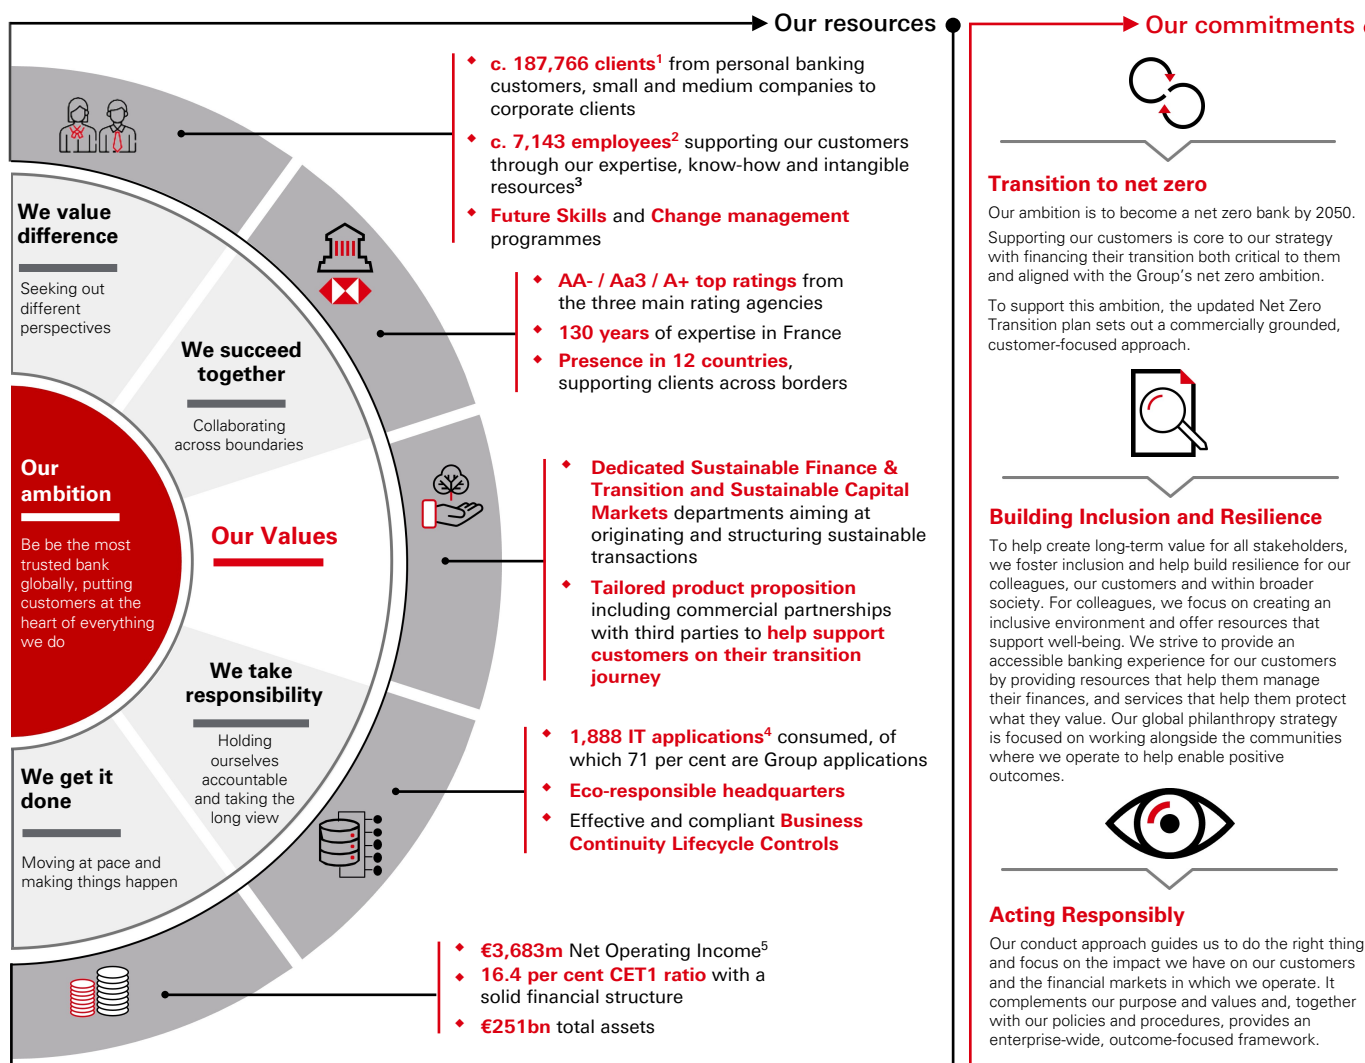 Our resources
Our commitments
c. 187,766 clients¹ from personal banking
customers, small and medium companies to
corporate clients
c. 7,143 employees² supporting our customers
through our expertise, know-how and intangible
resources³
Future Skills and Change management
programmes
AA- / Aa3 / A+ top ratings from
the three main rating agencies
130 years of expertise in France
Presence in 12 countries,
supporting clients across borders
Dedicated Sustainable Finance &
Transition and Sustainable Capital
Markets departments aiming at
originating and structuring sustainable
transactions
Tailored product proposition
including commercial partnerships
with third parties to help support
customers on their transition
journey
1,888 IT applications⁴ consumed, of
which 71 per cent are Group applications
Eco-responsible headquarters
Effective and compliant Business
Continuity Lifecycle Controls
€3,683m Net Operating Income⁵
16.4 per cent CET1 ratio with a
solid financial structure
€251bn total assets
We value
difference
Seeking out
different
perspectives
We succeed
together
Collaborating
across boundaries
Our
ambition
Be be the most
trusted bank
globally, putting
customers at the
heart of everything
we do
Our Values
We take
responsibility
Holding
ourselves
accountable
and taking the
long view
We get it
done
Moving at pace and
making things happen
Transition to net zero
Our ambition is to become a net zero bank by 2050.
Supporting our customers is core to our strategy
with financing their transition both critical to them
and aligned with the Group's net zero ambition.
To support this ambition, the updated Net Zero
Transition plan sets out a commercially grounded,
customer-focused approach.
Building Inclusion and Resilience
To help create long-term value for all stakeholders,
we foster inclusion and help build resilience for our
colleagues, our customers and within broader
society. For colleagues, we focus on creating an
inclusive environment and offer resources that
support well-being. We strive to provide an
accessible banking experience for our customers
by providing resources that help them manage
their finances, and services that help them protect
what they value. Our global philanthropy strategy
is focused on working alongside the communities
where we operate to help enable positive
outcomes.
Acting Responsibly
Our conduct approach guides us to do the right thing
and focus on the impact we have on our customers
and the financial markets in which we operate. It
complements our purpose and values and, together
with our policies and procedures, provides an
enterprise-wide, outcome-focused framework.